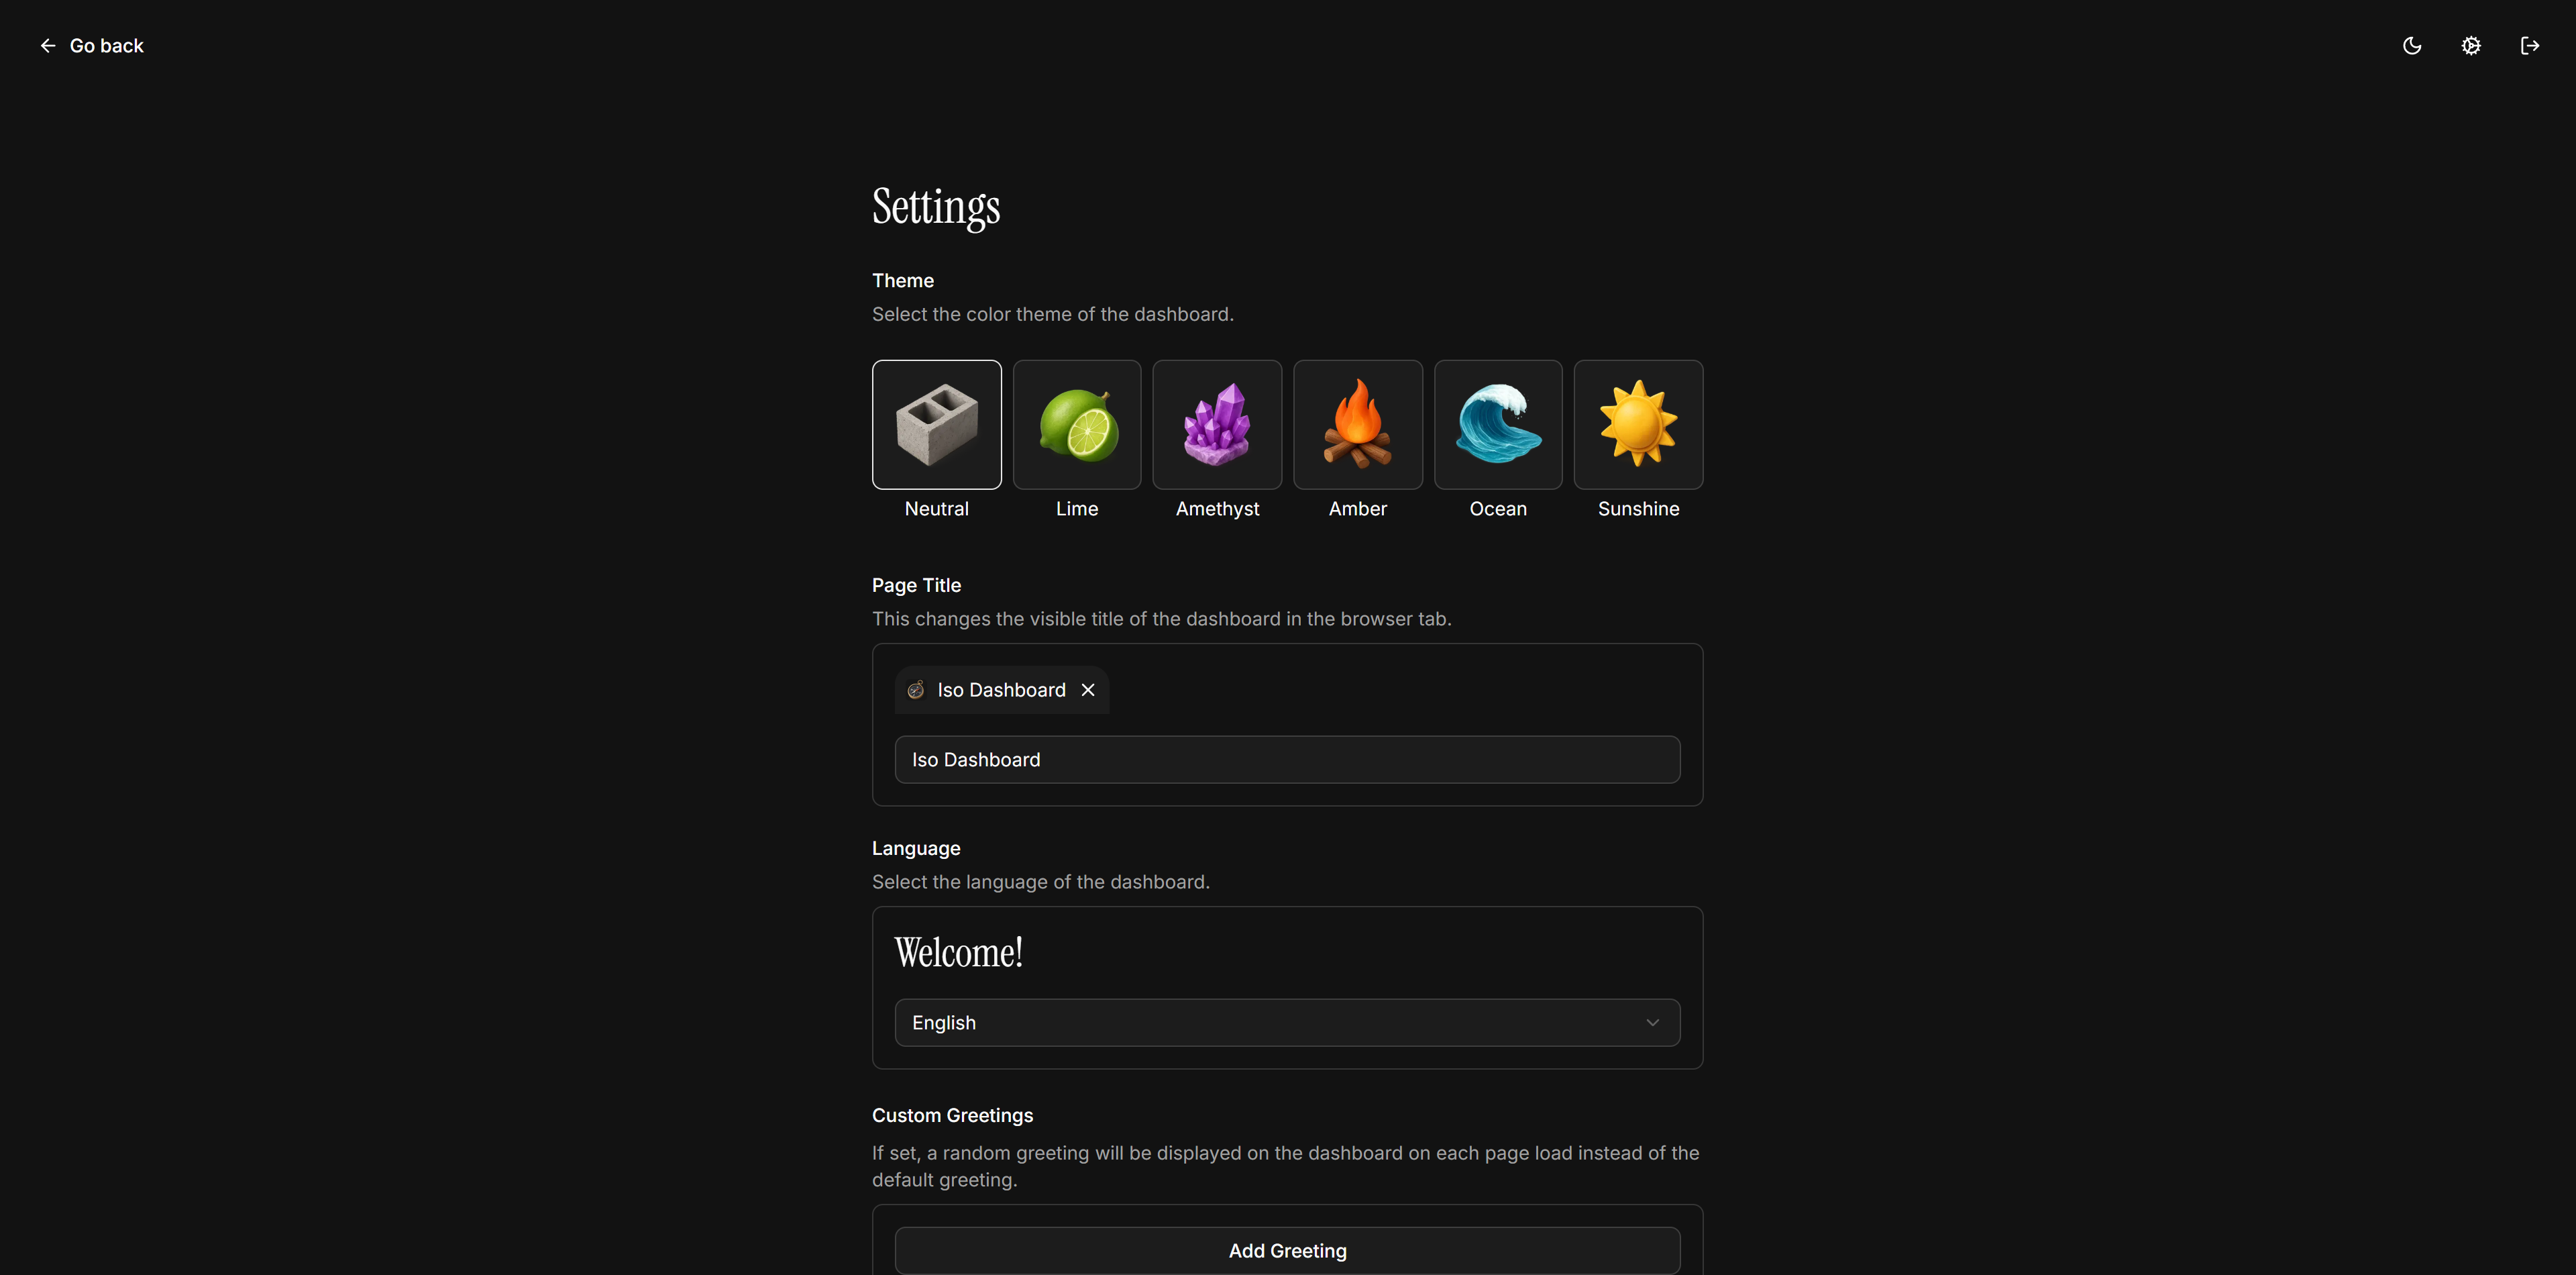 Go back
Settings
Theme
Select the color theme of the dashboard.
Neutral
Lime
Amethyst
Amber
Ocean
Sunshine
Page Title
This changes the visible title of the dashboard in the browser tab.
Iso Dashboard
Iso Dashboard
Language
Select the language of the dashboard.
Welcome!
English
Custom Greetings
If set, a random greeting will be displayed on the dashboard on each page load instead of the
default greeting.
Add Greeting